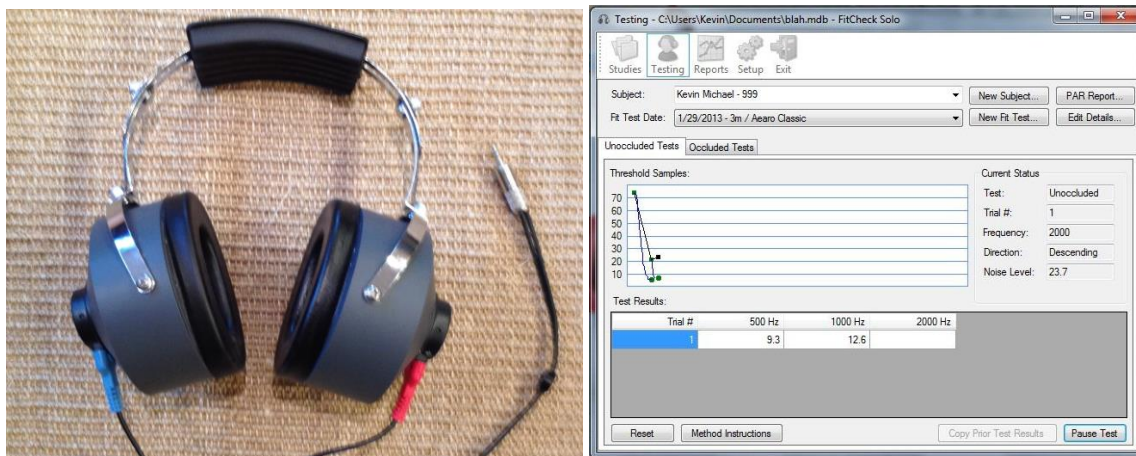 Testing - C:\Users\Kevin\Documents\blah.mdb - FitCheck Solo
Studies Testing Reports Setup Exit
Subject: Kevin Michael - 999 New Subject... PAR Report...
Fit Test Date: 1/29/2013 - 3m / Aearo Classic New Fit Test... Edit Details...
Unoccluded Tests Occluded Tests
Threshold Samples: Current Status
70
60
50
40
30
20
10
Test: Unoccluded
Trial #: 1
Frequency: 2000
Direction: Descending
Noise Level: 23.7
Test Results:
Trial # 500 Hz 1000 Hz 2000 Hz
1 9.3 12.6
Reset Method Instructions Copy Prior Test Results Pause Test